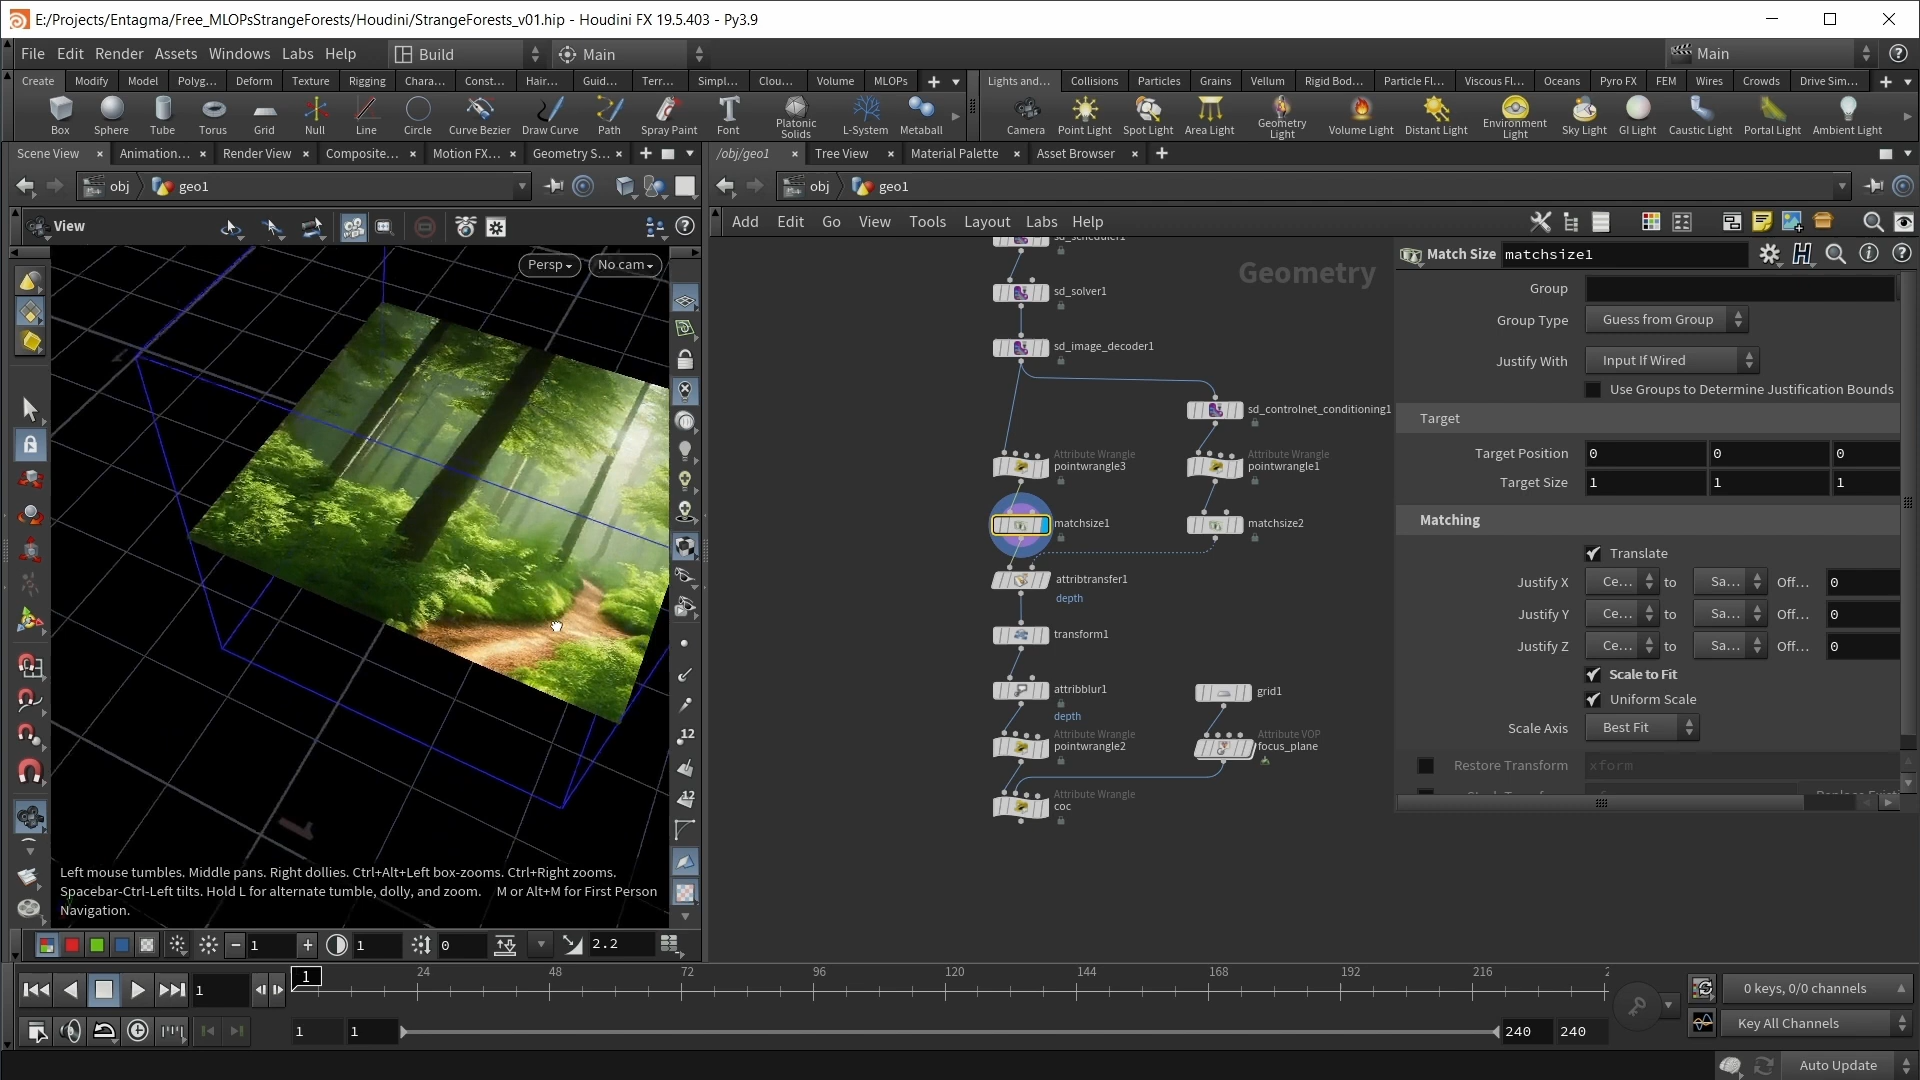 E:/Projects/Entagma/Free_MLOPsStrangeForests/Houdini/StrangeForests_v01.hip - Houdini FX 19.5.403 - Py3.9
File Edit Render Assets Windows Labs Help Build Main Main
Create Modify Model Polyg... Deform Texture Rigging Chara... Const... Hair... Guid... Terr... Simpl... Clou... Volume MLOPs
Lights and... Collisions Particles Grains Vellum Rigid Bod... Particle Fl... Viscous Fl... Oceans Pyro FX FEM Wires Crowds Drive Sim...
Box Sphere Tube Torus Grid Null Line Circle Curve Bezier Draw Curve Path Spray Paint Font Platonic Solids L-System Metaball
Camera Point Light Spot Light Area Light Geometry Light Volume Light Distant Light Environment Light Sky Light GI Light Caustic Light Portal Light Ambient Light
Scene View Animation... Render View Composite... Motion FX... Geometry S...
/obj/geo1 Tree View Material Palette Asset Browser
obj geo1
obj geo1
View
Add Edit Go View Tools Layout Labs Help
Persp No cam
Geometry
sd_scheduler1
sd_solver1
sd_image_decoder1
sd_controlnet_conditioning1
Attribute Wrangle
pointwrangle3
Attribute Wrangle
pointwrangle1
matchsize1
matchsize2
attribtransfer1
depth
transform1
attribblur1
depth
grid1
Attribute Wrangle
pointwrangle2
Attribute VOP
focus_plane
Attribute Wrangle
coc
Match Size matchsize1
Group
Group Type Guess from Group
Justify With Input If Wired
Use Groups to Determine Justification Bounds
Target
Target Position 0 0 0
Target Size 1 1 1
Matching
Translate
Justify X Ce... to Sa... Off... 0
Justify Y Ce... to Sa... Off... 0
Justify Z Ce... to Sa... Off... 0
Scale to Fit
Uniform Scale
Scale Axis Best Fit
Restore Transform xform
12
12
Left mouse tumbles. Middle pans. Right dollies. Ctrl+Alt+Left box-zooms. Ctrl+Right zooms.
Spacebar-Ctrl-Left tilts. Hold L for alternate tumble, dolly, and zoom. M or Alt+M for First Person
Navigation.
1 1 0 2.2
1 1 24 48 72 96 120 144 168 192 216 2
0 keys, 0/0 channels
1 1 240 240
Key All Channels
Auto Update